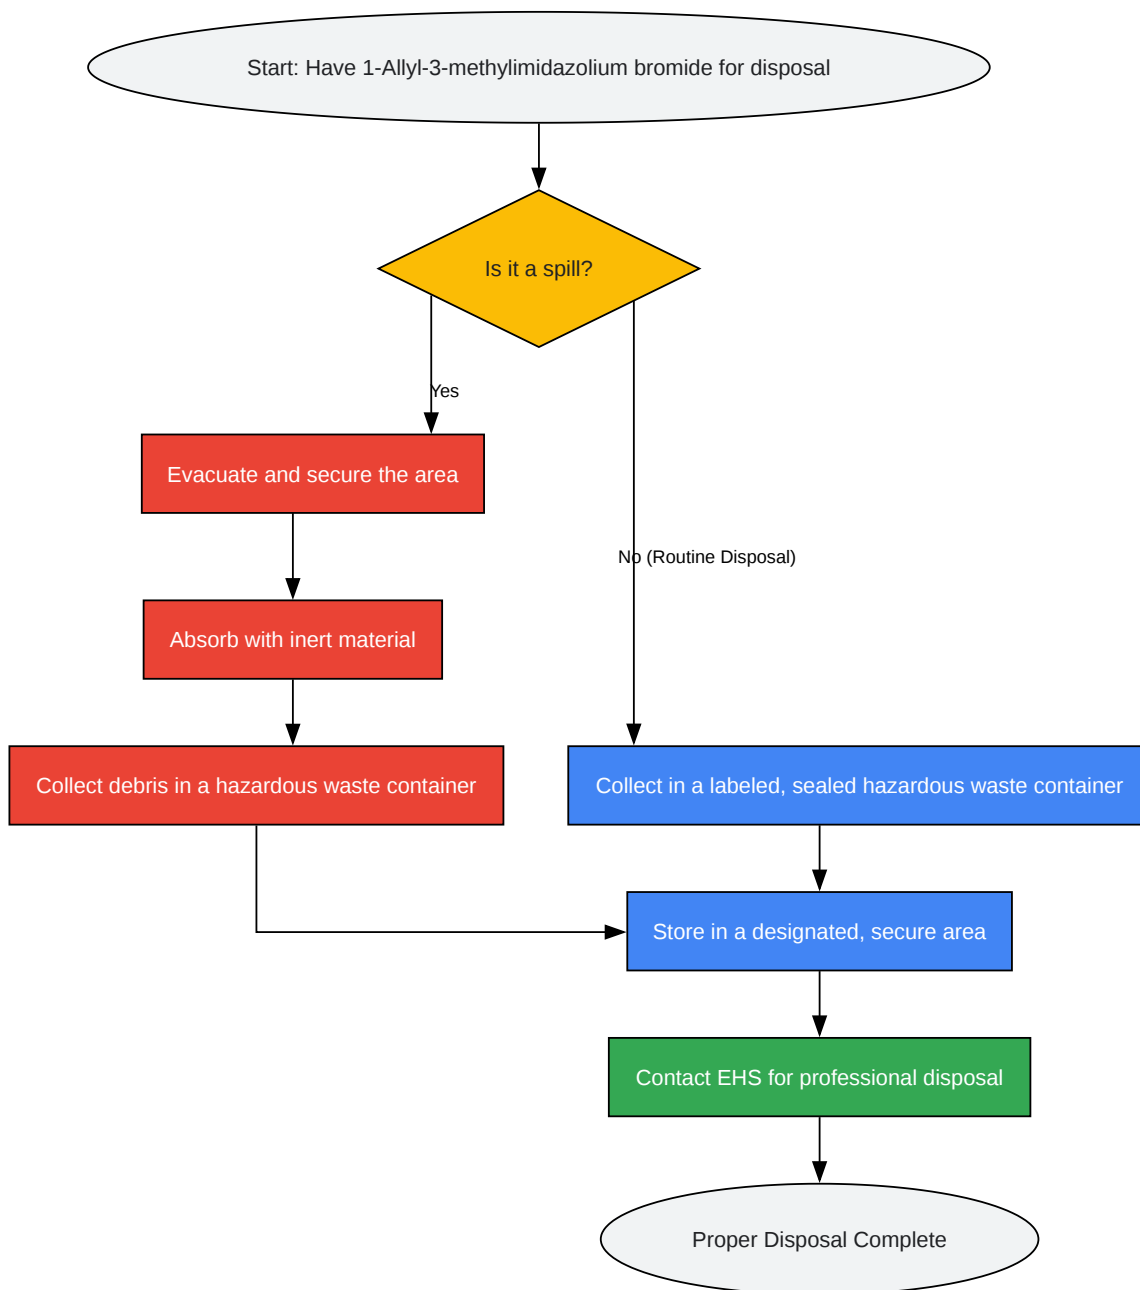 Start: Have 1-Allyl-3-methylimidazolium bromide for disposal
Is it a spill?
Yes
Evacuate and secure the area
No (Routine Disposal)
Absorb with inert material
Collect debris in a hazardous waste container
Collect in a labeled, sealed hazardous waste container
Store in a designated, secure area
Contact EHS for professional disposal
Proper Disposal Complete